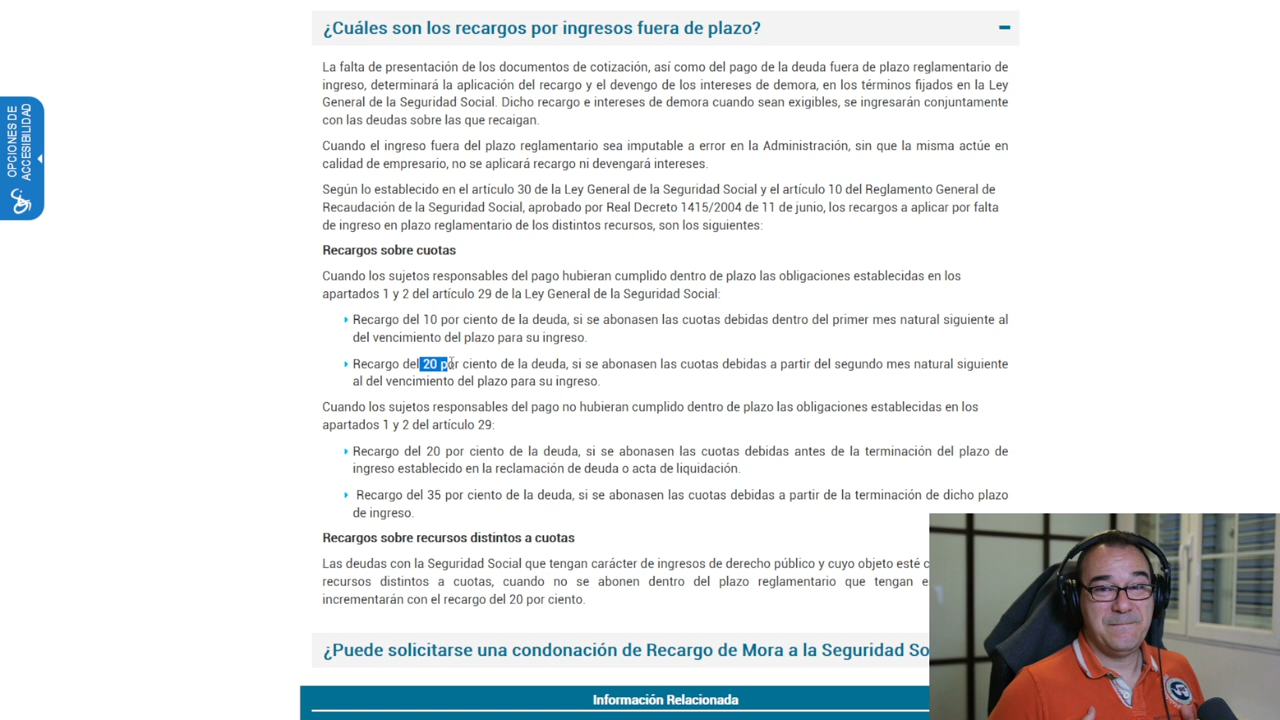 ¿Cuáles son los recargos por ingresos fuera de plazo?
La falta de presentación de los documentos de cotización, así como del pago de la deuda fuera de plazo reglamentario de
ingreso, determinará la aplicación del recargo y el devengo de los intereses de demora, en los términos fijados en la Ley
General de la Seguridad Social. Dicho recargo e intereses de demora cuando sean exigibles, se ingresarán conjuntamente
con las deudas sobre las que recaigan.
OPCIONES DE
ACCESIBILIDAD
Cuando el ingreso fuera del plazo reglamentario sea imputable a error en la Administración, sin que la misma actúe en
calidad de empresario, no se aplicará recargo ni devengará intereses.
Según lo establecido en el artículo 30 de la Ley General de la Seguridad Social y el artículo 10 del Reglamento General de
Recaudación de la Seguridad Social, aprobado por Real Decreto 1415/2004 de 11 de junio, los recargos a aplicar por falta
de ingreso en plazo reglamentario de los distintos recursos, son los siguientes:
Recargos sobre cuotas
Cuando los sujetos responsables del pago hubieran cumplido dentro de plazo las obligaciones establecidas en los
apartados 1 y 2 del artículo 29 de la Ley General de la Seguridad Social:
Recargo del 10 por ciento de la deuda, si se abonasen las cuotas debidas dentro del primer mes natural siguiente al
del vencimiento del plazo para su ingreso.
Recargo del 20 por ciento de la deuda, si se abonasen las cuotas debidas a partir del segundo mes natural siguiente
al del vencimiento del plazo para su ingreso.
Cuando los sujetos responsables del pago no hubieran cumplido dentro de plazo las obligaciones establecidas en los
apartados 1 y 2 del artículo 29:
Recargo del 20 por ciento de la deuda, si se abonasen las cuotas debidas antes de la terminación del plazo de
ingreso establecido en la reclamación de deuda o acta de liquidación.
Recargo del 35 por ciento de la deuda, si se abonasen las cuotas debidas a partir de la terminación de dicho plazo
de ingreso.
Recargos sobre recursos distintos a cuotas
Las deudas con la Seguridad Social que tengan carácter de ingresos de derecho público y cuyo objeto esté c
recursos distintos a cuotas, cuando no se abonen dentro del plazo reglamentario que tengan e
incrementarán con el recargo del 20 por ciento.
¿Puede solicitarse una condonación de Recargo de Mora a la Seguridad So
Información Relacionada